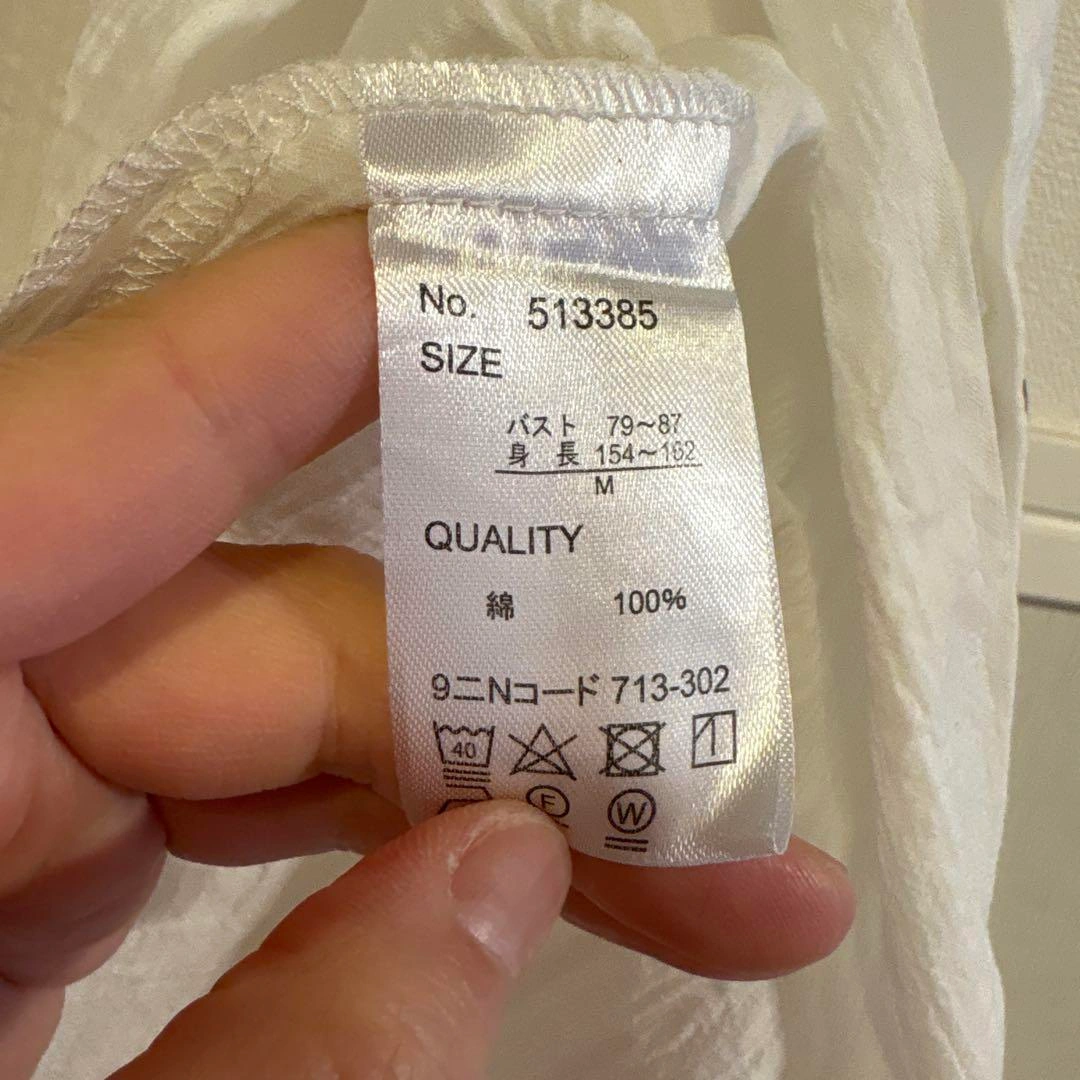 No. 513385
SIZE
バスト 79～87
身 長 154～162
M
QUALITY
綿 100%
9ニNコード 713-302
40
F
W